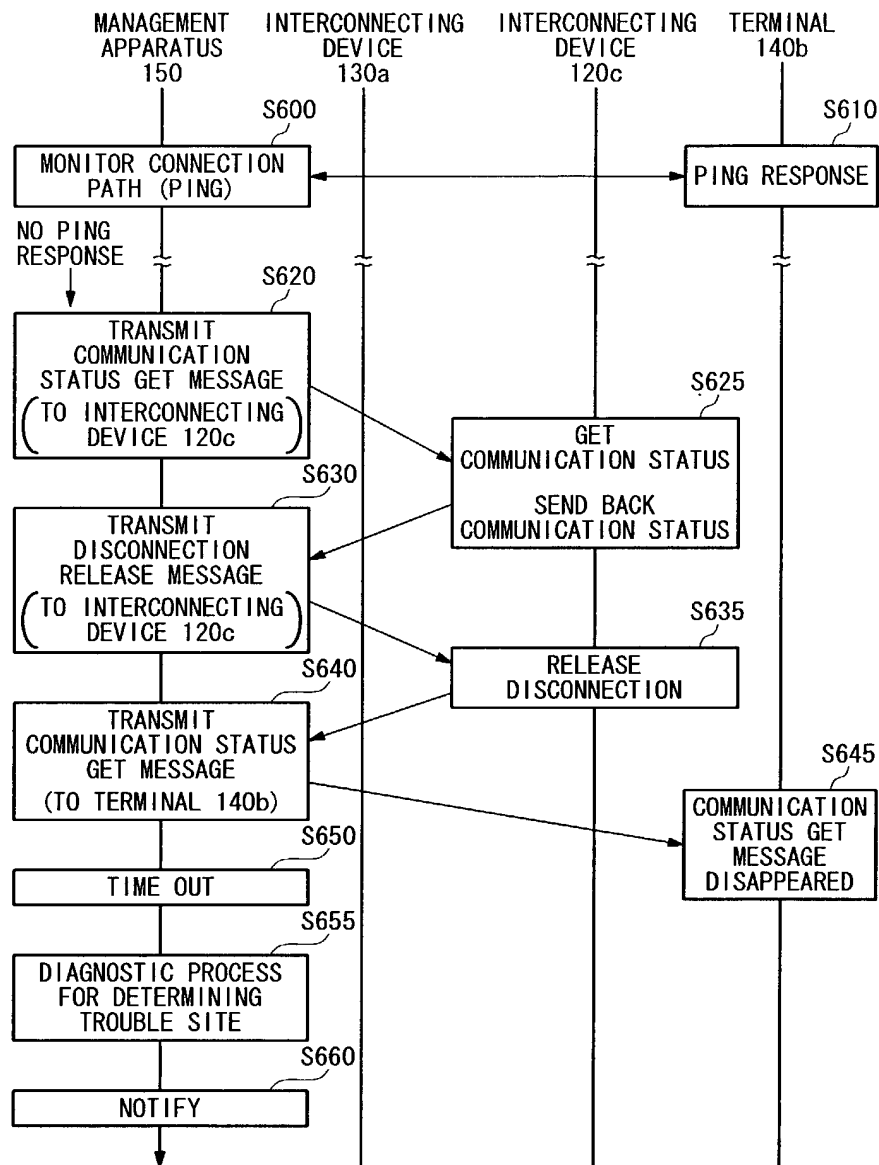 MANAGEMENT
APPARATUS
150
INTERCONNECTING
DEVICE
130a
INTERCONNECTING
DEVICE
120c
TERMINAL
140b
S600
MONITOR CONNECTION
PATH (PING)
S610
PING RESPONSE
NO PING
RESPONSE
S620
TRANSMIT
COMMUNICATION
STATUS GET MESSAGE
(TO INTERCONNECTING
DEVICE 120c)
S625
GET
COMMUNICATION STATUS
SEND BACK
COMMUNICATION STATUS
S630
TRANSMIT
DISCONNECTION
RELEASE MESSAGE
(TO INTERCONNECTING
DEVICE 120c)
S635
RELEASE
DISCONNECTION
S640
TRANSMIT
COMMUNICATION STATUS
GET MESSAGE
(TO TERMINAL 140b)
S645
COMMUNICATION
STATUS GET
MESSAGE
DISAPPEARED
S650
TIME OUT
S655
DIAGNOSTIC PROCESS
FOR DETERMINING
TROUBLE SITE
S660
NOTIFY